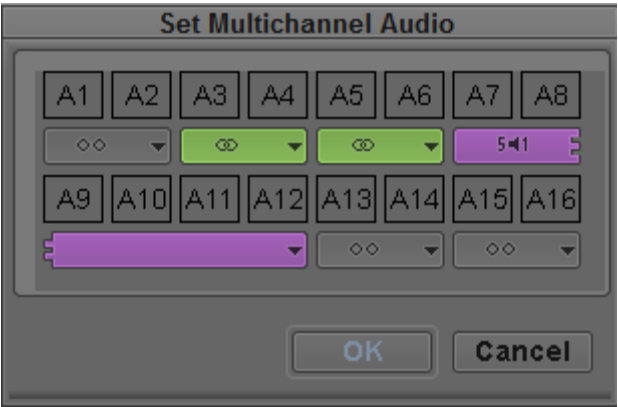 Set Multichannel Audio
A1 A2 A3 A4 A5 A6 A7 A8
5 1
A9 A10 A11 A12 A13 A14 A15 A16
OK Cancel